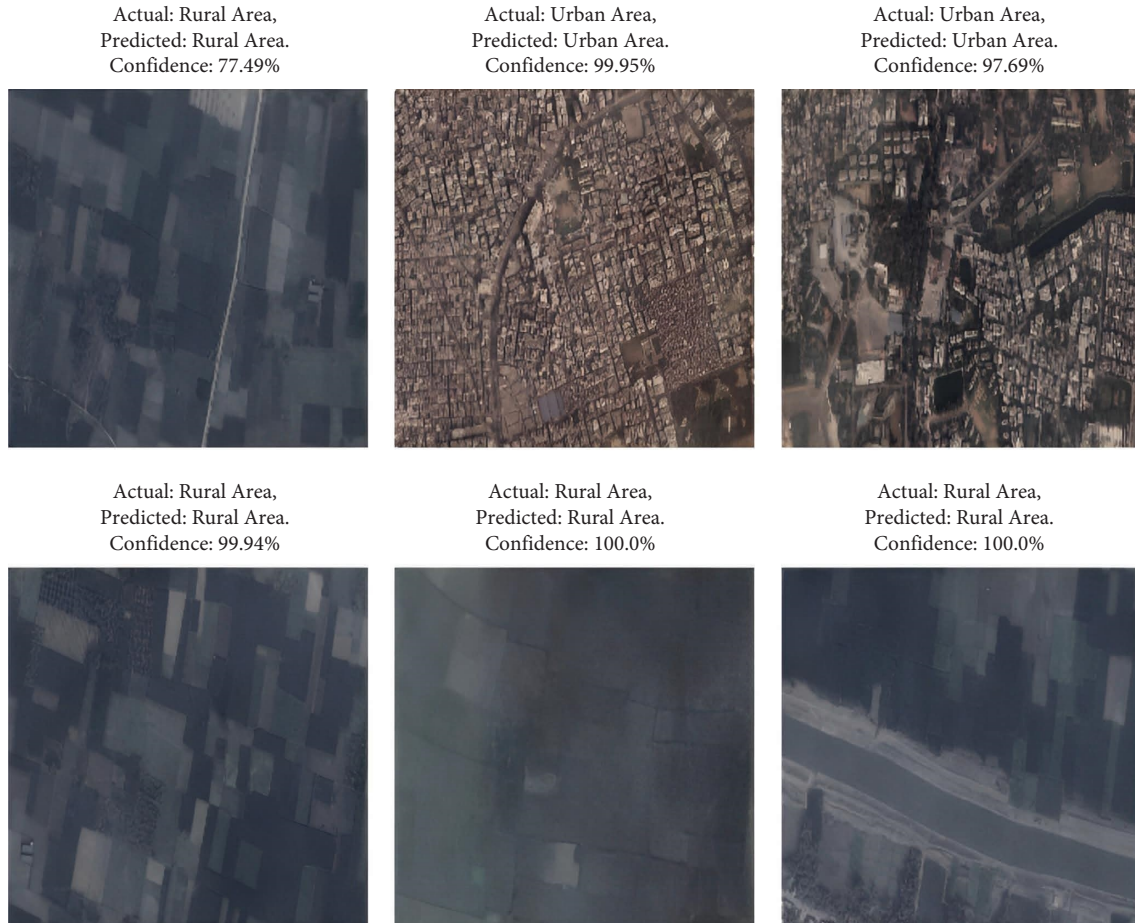 Actual: Rural Area,
Predicted: Rural Area.
Confidence: 77.49%
Actual: Urban Area,
Predicted: Urban Area.
Confidence: 99.95%
Actual: Urban Area,
Predicted: Urban Area.
Confidence: 97.69%
Actual: Rural Area,
Predicted: Rural Area.
Confidence: 99.94%
Actual: Rural Area,
Predicted: Rural Area.
Confidence: 100.0%
Actual: Rural Area,
Predicted: Rural Area.
Confidence: 100.0%